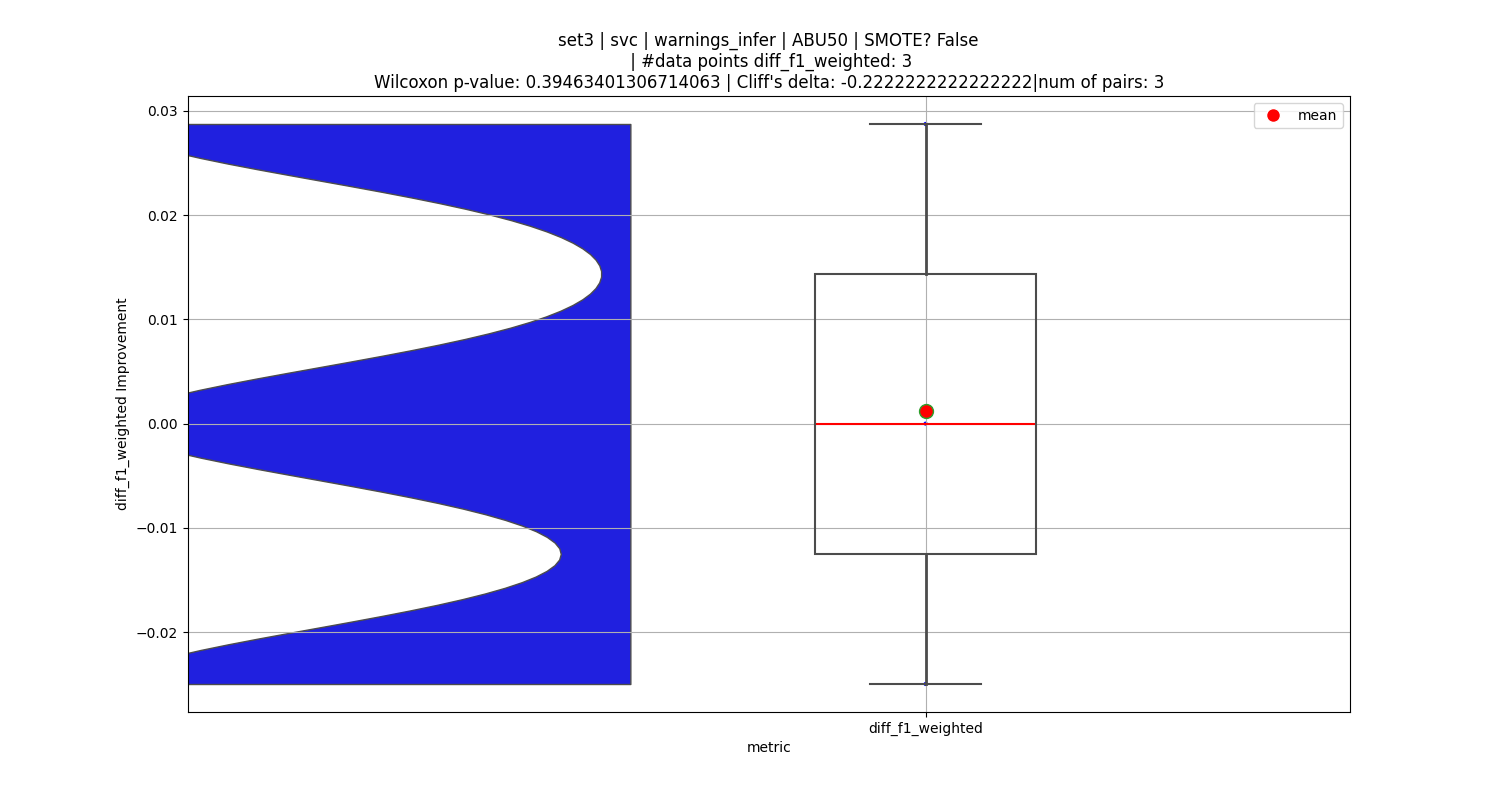 set3 | svc | warnings_infer | ABU50 | SMOTE? False
| #data points diff_f1_weighted: 3
Wilcoxon p-value: 0.39463401306714063 | Cliff's delta: -0.2222222222222222|num of pairs: 3
mean
0.03
0.02
0.01
0.00
−0.01
−0.02
diff_f1_weighted Improvement
diff_f1_weighted
metric